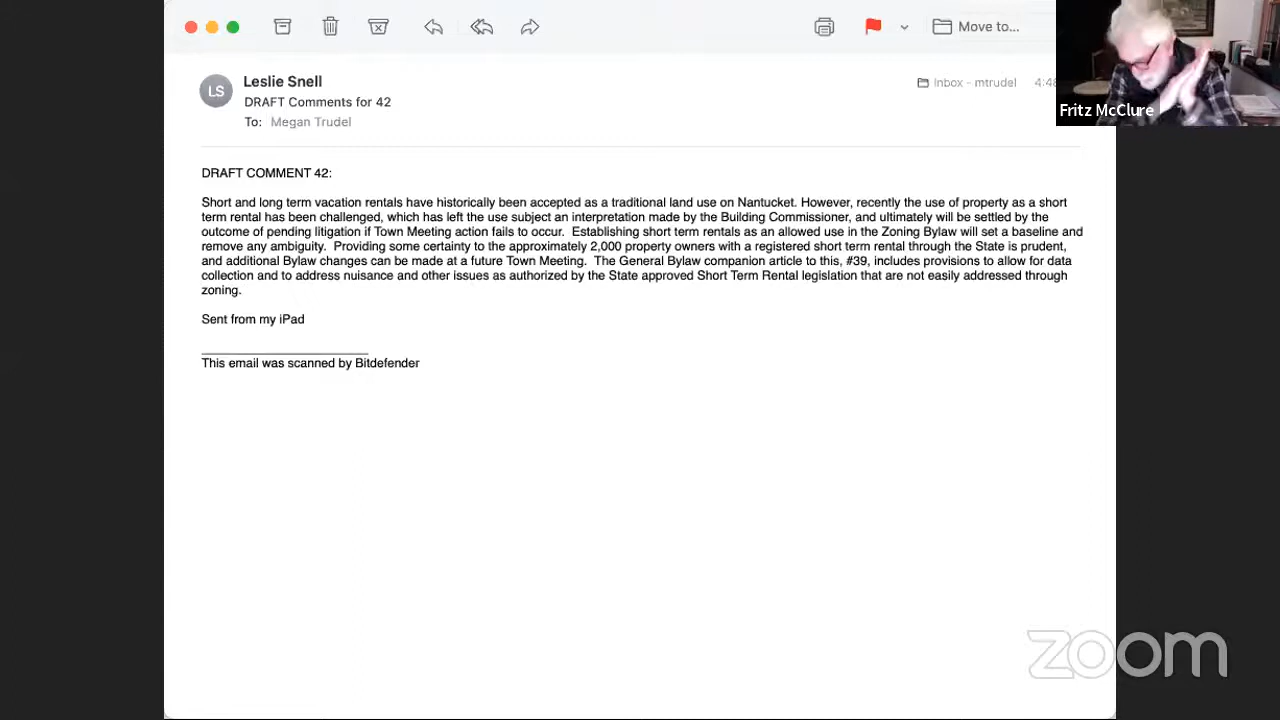 Move to...
LS
Leslie Snell
Inbox - mtrudel
DRAFT Comments for 42
To: Megan Trudel
Fritz McClure
DRAFT COMMENT 42:
Short and long term vacation rentals have historically been accepted as a traditional land use on Nantucket. However, recently the use of property as a short
term rental has been challenged, which has left the use subject an interpretation made by the Building Commissioner, and ultimately will be settled by the
outcome of pending litigation if Town Meeting action fails to occur. Establishing short term rentals as an allowed use in the Zoning Bylaw will set a baseline and
remove any ambiguity. Providing some certainty to the approximately 2,000 property owners with a registered short term rental through the State is prudent,
and additional Bylaw changes can be made at a future Town Meeting. The General Bylaw companion article to this, #39, includes provisions to allow for data
collection and to address nuisance and other issues as authorized by the State approved Short Term Rental legislation that are not easily addressed through
zoning.
Sent from my iPad
This email was scanned by Bitdefender
zoom